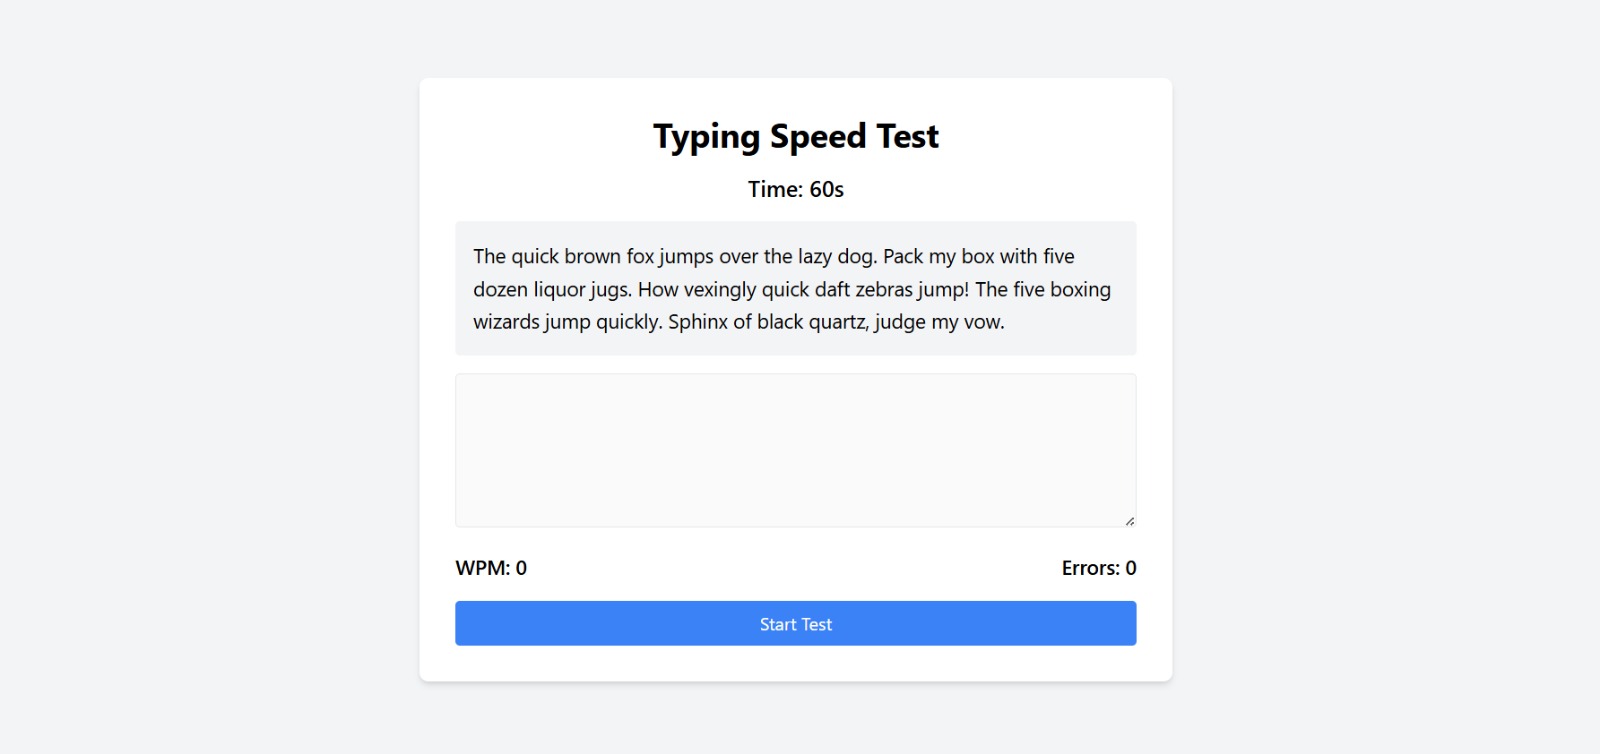 Typing Speed Test
Time: 60s
The quick brown fox jumps over the lazy dog. Pack my box with five
dozen liquor jugs. How vexingly quick daft zebras jump! The five boxing
wizards jump quickly. Sphinx of black quartz, judge my vow.
WPM: 0
Errors: 0
Start Test